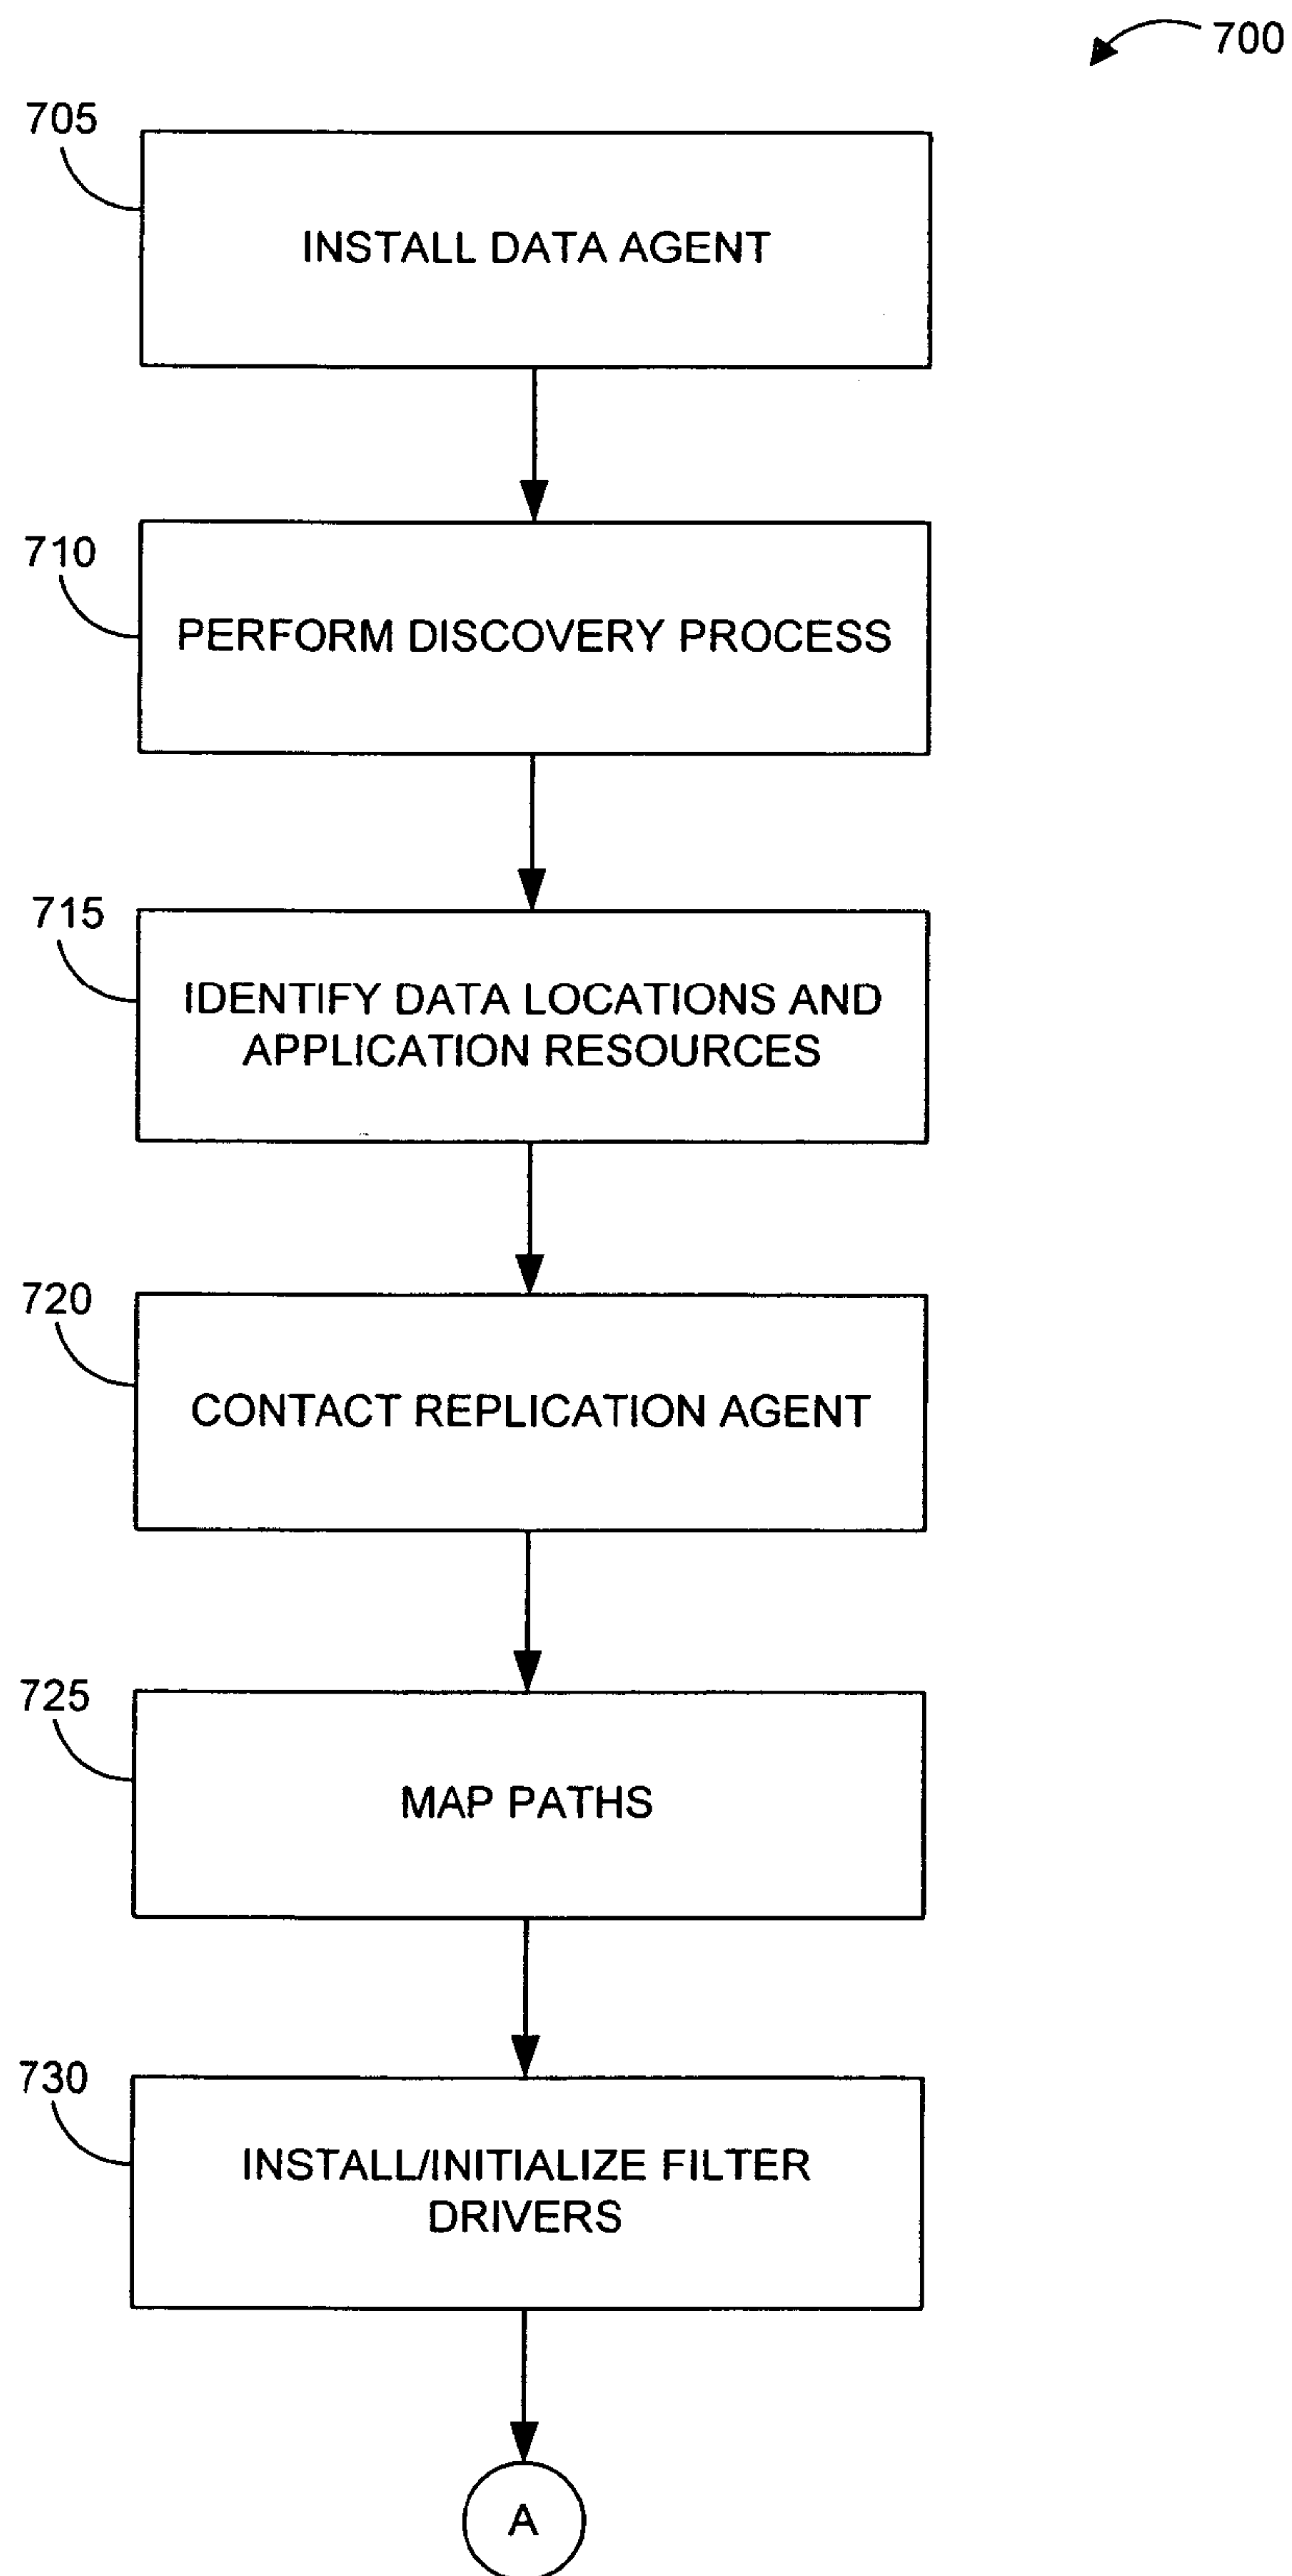 700
705
INSTALL DATA AGENT
710
PERFORM DISCOVERY PROCESS
715
IDENTIFY DATA LOCATIONS AND
APPLICATION RESOURCES
720
CONTACT REPLICATION AGENT
725
MAP PATHS
730
INSTALL/INITIALIZE FILTER
DRIVERS
A